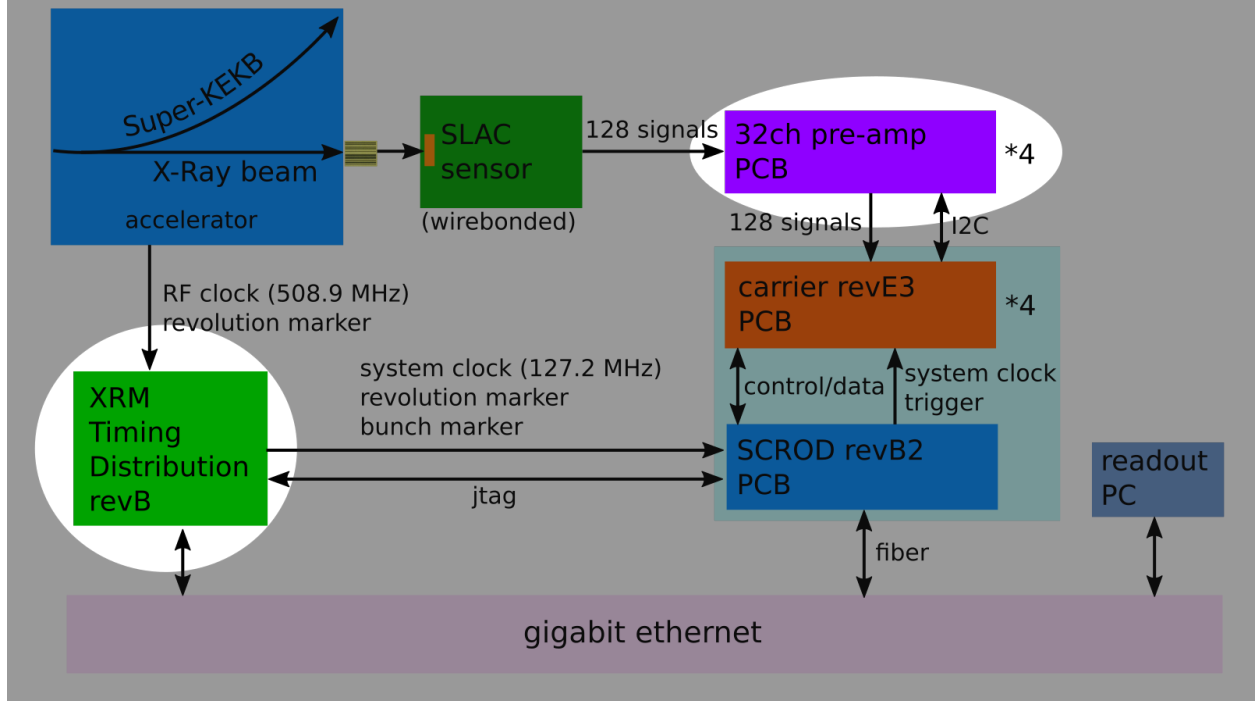 Super-KEKB
X-Ray beam
accelerator
SLAC
sensor
(wirebonded)
128 signals
32ch pre-amp
PCB
*4
128 signals
I2C
carrier revE3
PCB
*4
RF clock (508.9 MHz)
revolution marker
XRM
Timing
Distribution
revB
system clock (127.2 MHz)
revolution marker
bunch marker
jtag
control/data
system clock
trigger
SCROD revB2
PCB
readout
PC
fiber
gigabit ethernet